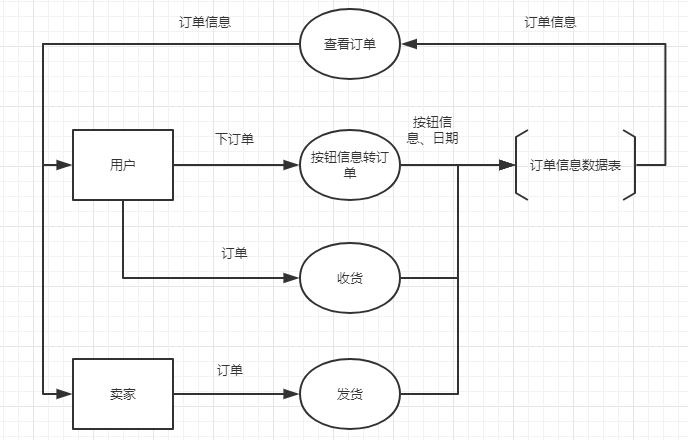 订单信息
订单信息
查看订单
下订单
按钮信
息、日期
用户
按钮信息转订
单
订单信息数据表
订单
收货
订单
卖家
发货